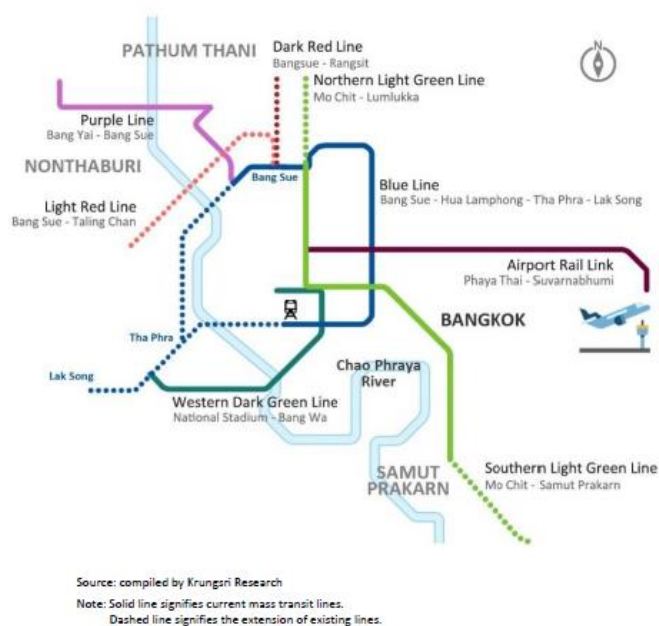 PATHUM THANI
Dark Red Line
Bangsue - Rangsit
N
Northern Light Green Line
Mo Chit - Lumlukka
Purple Line
Bang Yai - Bang Sue
NONTHABURI
Bang Sue
Blue Line
Bang Sue - Hua Lamphong - Tha Phra - Lak Song
Light Red Line
Bang Sue - Taling Chan
Airport Rail Link
Phaya Thai - Suvarnabhumi
BANGKOK
Tha Phra
Chao Phraya
River
Lak Song
Western Dark Green Line
National Stadium - Bang Wa
SAMUT
PRAKARN
Southern Light Green Line
Mo Chit - Samut Prakarn
Source: compiled by Krungsri Research
Note: Solid line signifies current mass transit lines.
Dashed line signifies the extension of existing lines.